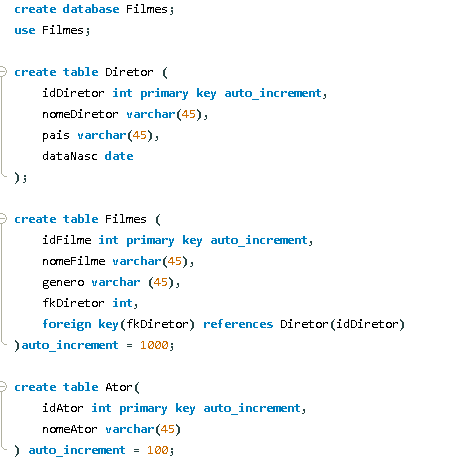 create database Filmes;
use Filmes;
create table Diretor (
idDiretor int primary key auto_increment,
nomeDiretor varchar(45),
pais varchar(45),
dataNasc date
);
create table Filmes (
idFilme int primary key auto_increment,
nomeFilme varchar(45),
genero varchar (45),
fkDiretor int,
foreign key(fkDiretor) references Diretor(idDiretor)
)auto_increment = 1000;
create table Ator(
idAtor int primary key auto_increment,
nomeAtor varchar(45)
) auto_increment = 100;